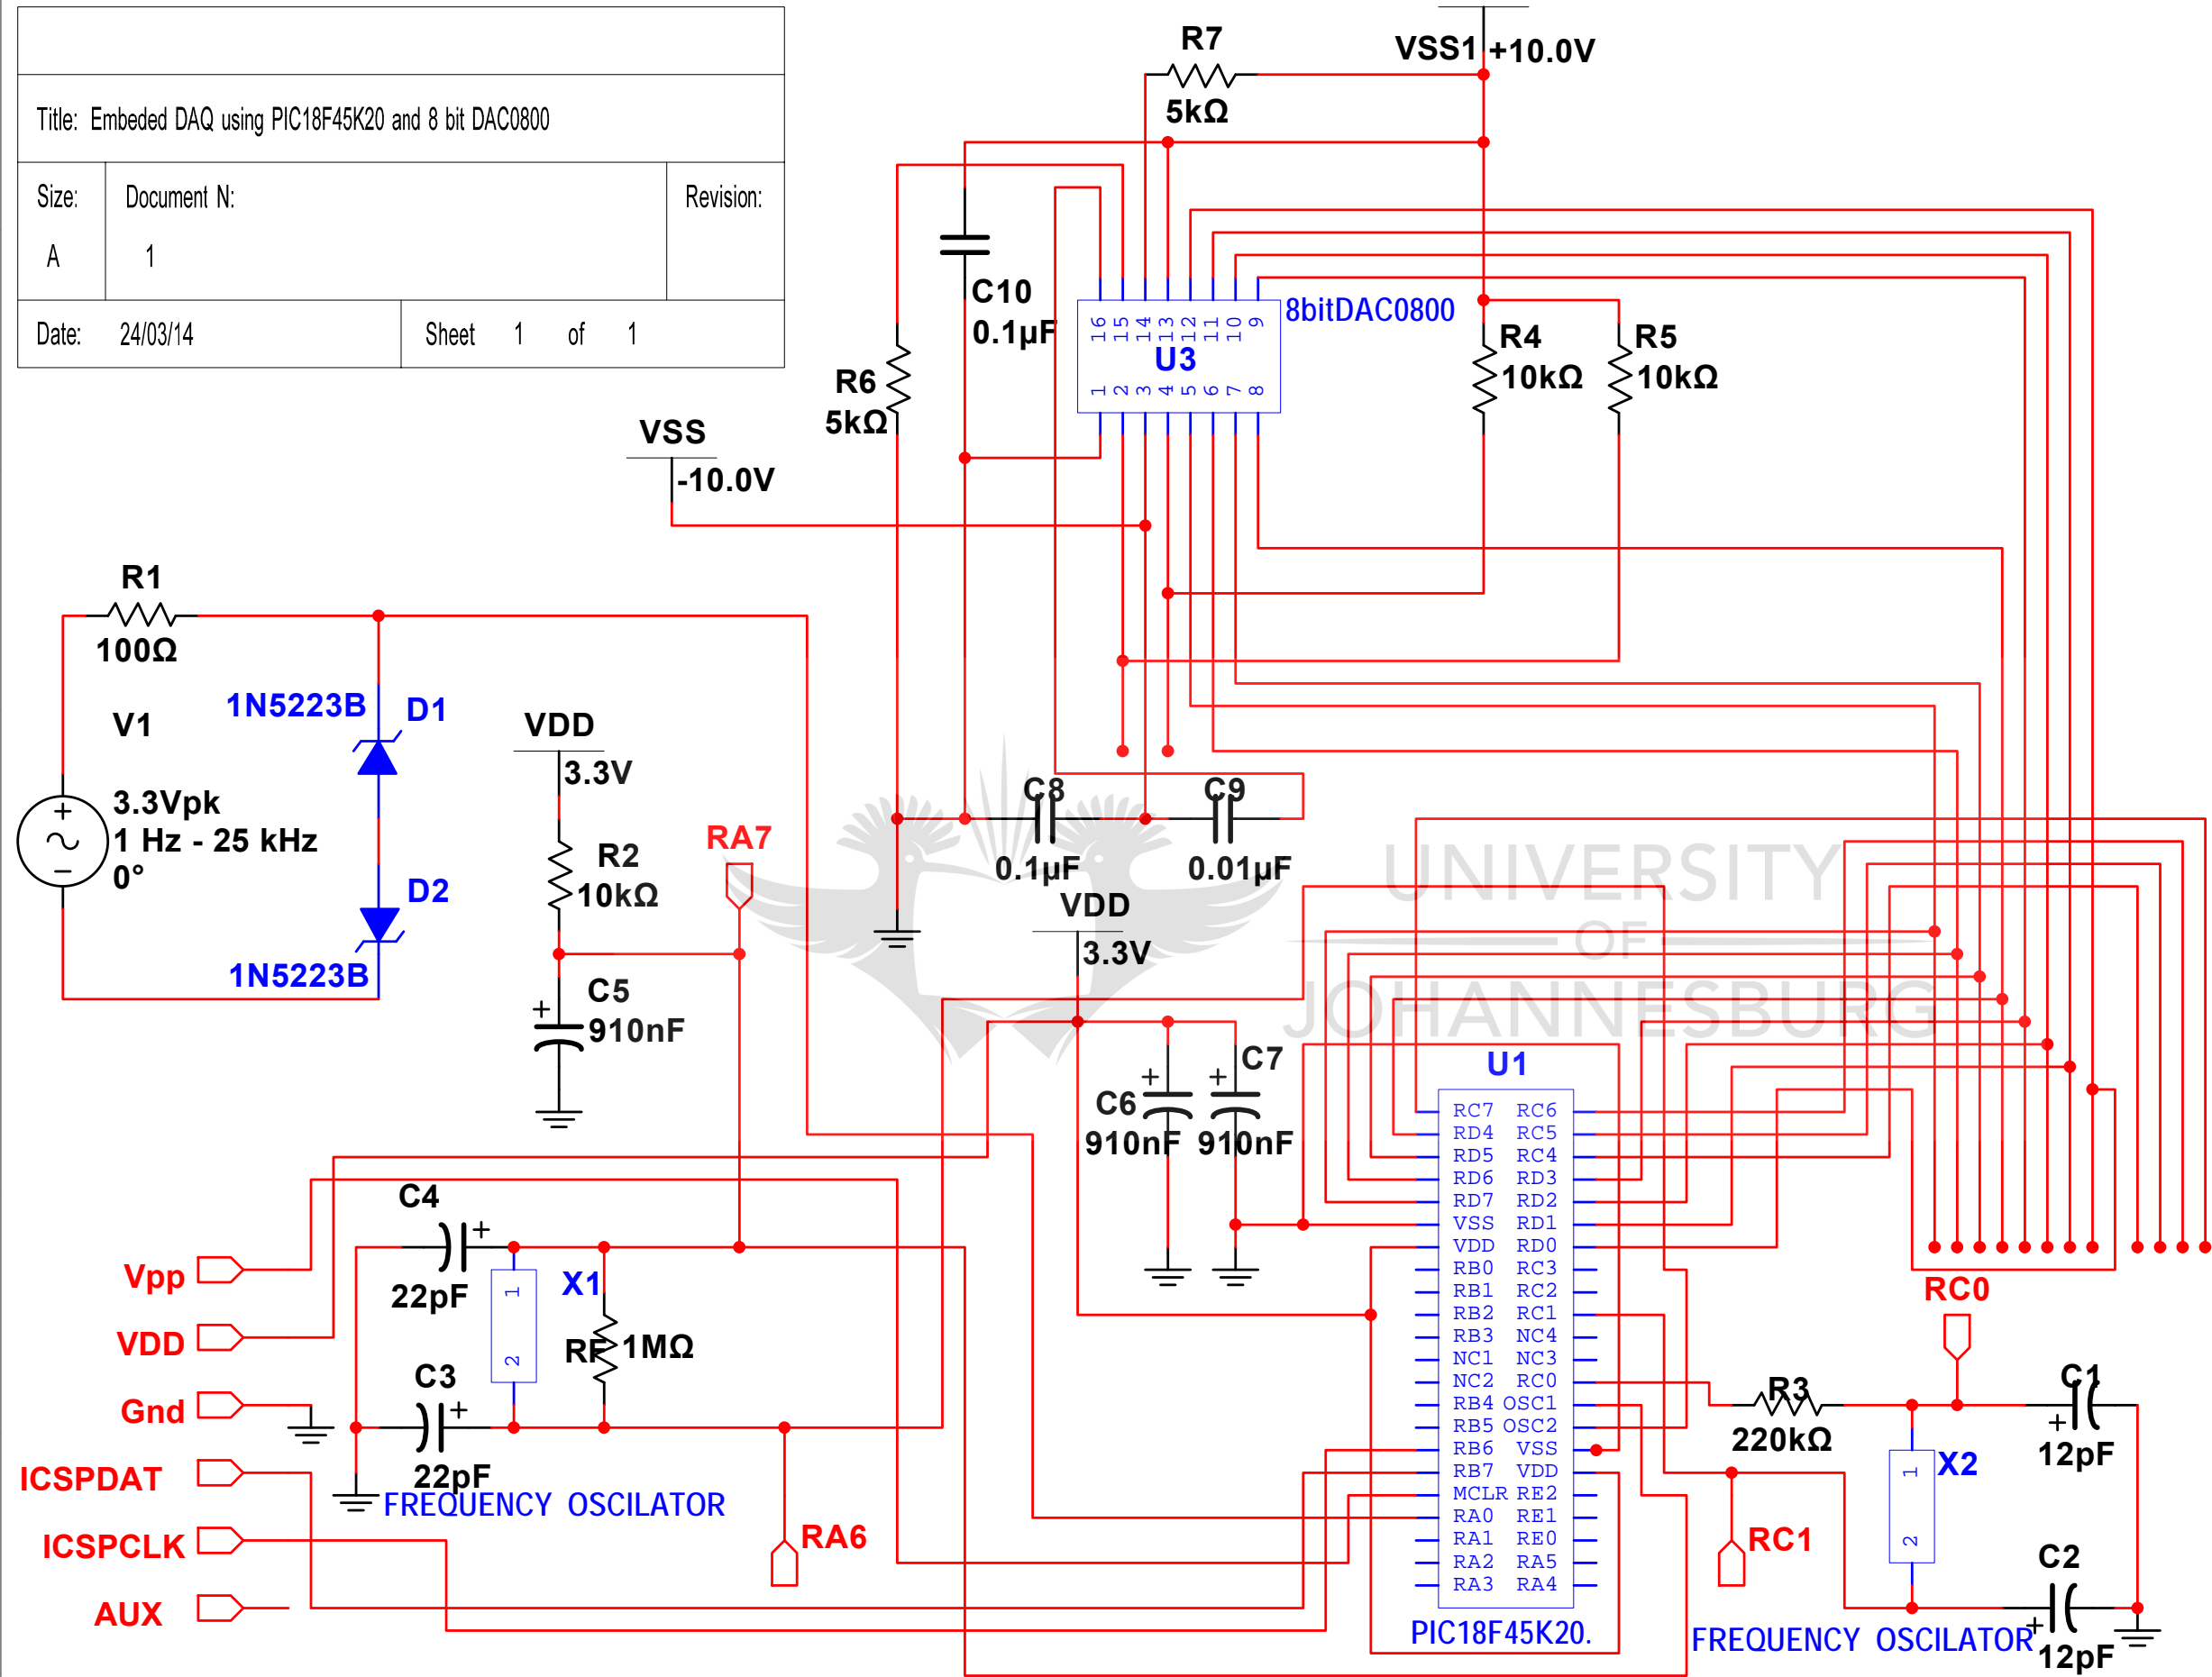 Title: Embeded DAQ using PIC18F45K20 and 8 bit DAC0800
Size: Document N: Revision:
A 1
Date: 24/03/14 Sheet 1 of 1
VSS1 +10.0V
R7
5kΩ
C10
0.1µF
8bitDAC0800
16 15 14 13 12 11 10 9
U3
1 2 3 4 5 6 7 8
R4
10kΩ
R5
10kΩ
R6
5kΩ
VSS
-10.0V
R1
100Ω
1N5223B D1
V1
3.3Vpk
1 Hz - 25 kHz
0°
D2
1N5223B
VDD
3.3V
R2
10kΩ
RA7
C5
910nF
C8
0.1µF
C9
0.01µF
VDD
3.3V
UNIVERSITY
OF
JOHANNESBURG
C6
910nF
C7
910nF
U1
RC7 RC6
RD4 RC5
RD5 RC4
RD6 RD3
RD7 RD2
VSS RD1
VDD RD0
RB0 RC3
RB1 RC2
RB2 RC1
RB3 NC4
NC1 NC3
NC2 RC0
RB4 OSC1
RB5 OSC2
RB6 VSS
RB7 VDD
MCLR RE2
RA0 RE1
RA1 RE0
RA2 RA5
RA3 RA4
PIC18F45K20.
C4
22pF
X1
1
2
RF 1MΩ
C3
22pF
FREQUENCY OSCILATOR
RA6
Vpp
VDD
Gnd
ICSPDAT
ICSPCLK
AUX
RC0
R3
220kΩ
C1
12pF
X2
1
2
RC1
C2
12pF
FREQUENCY OSCILATOR